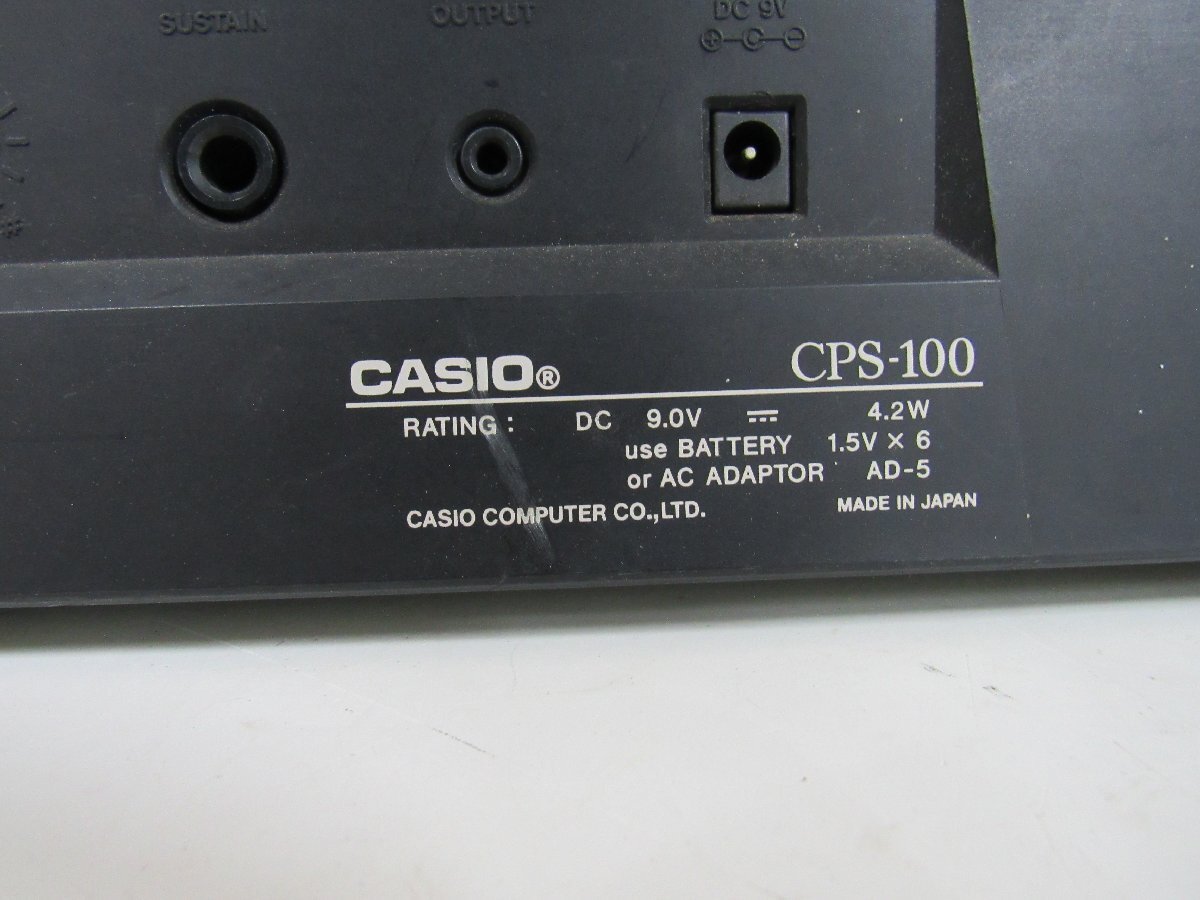 SUSTAIN OUTPUT DC 9V
CASIO® CPS-100
RATING : DC 9.0V ⎓ 4.2W
use BATTERY 1.5V × 6
or AC ADAPTOR AD-5
CASIO COMPUTER CO.,LTD. MADE IN JAPAN